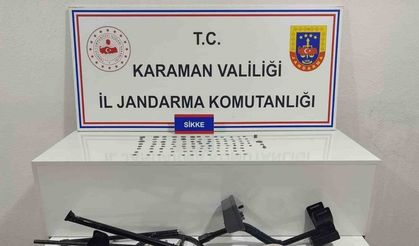 T.C.
KARAMAN VALİLİĞİ
İL JANDARMA KOMUTANLIĞI
SİKKE